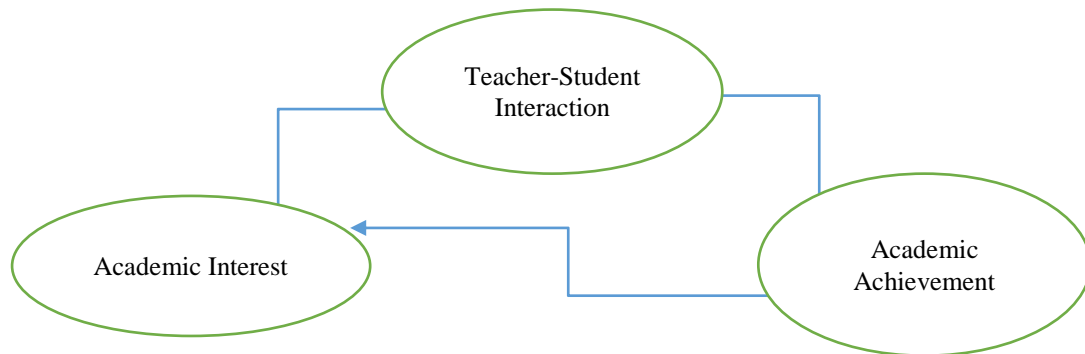 Teacher-Student
Interaction
Academic Interest
Academic
Achievement